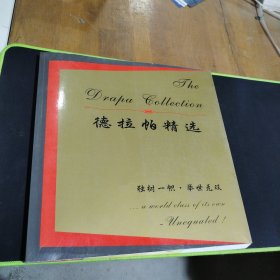 The
Drapa Collection
德拉帕精选
独树一帜·举世无双
... a world class of its own
- Unequaled !